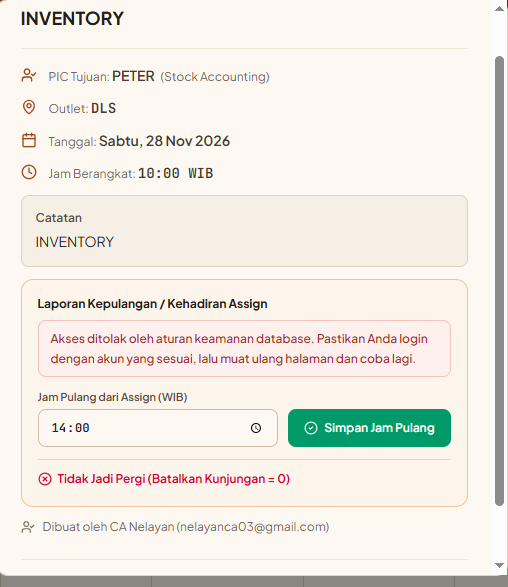 INVENTORY
PIC Tujuan: PETER (Stock Accounting)
Outlet: DLS
Tanggal: Sabtu, 28 Nov 2026
Jam Berangkat: 10:00 WIB
Catatan
INVENTORY
Laporan Kepulangan / Kehadiran Assign
Akses ditolak oleh aturan keamanan database. Pastikan Anda login
dengan akun yang sesuai, lalu muat ulang halaman dan coba lagi.
Jam Pulang dari Assign (WIB)
14:00
Simpan Jam Pulang
Tidak Jadi Pergi (Batalkan Kunjungan = 0)
Dibuat oleh CA Nelayan (nelayanca03@gmail.com)